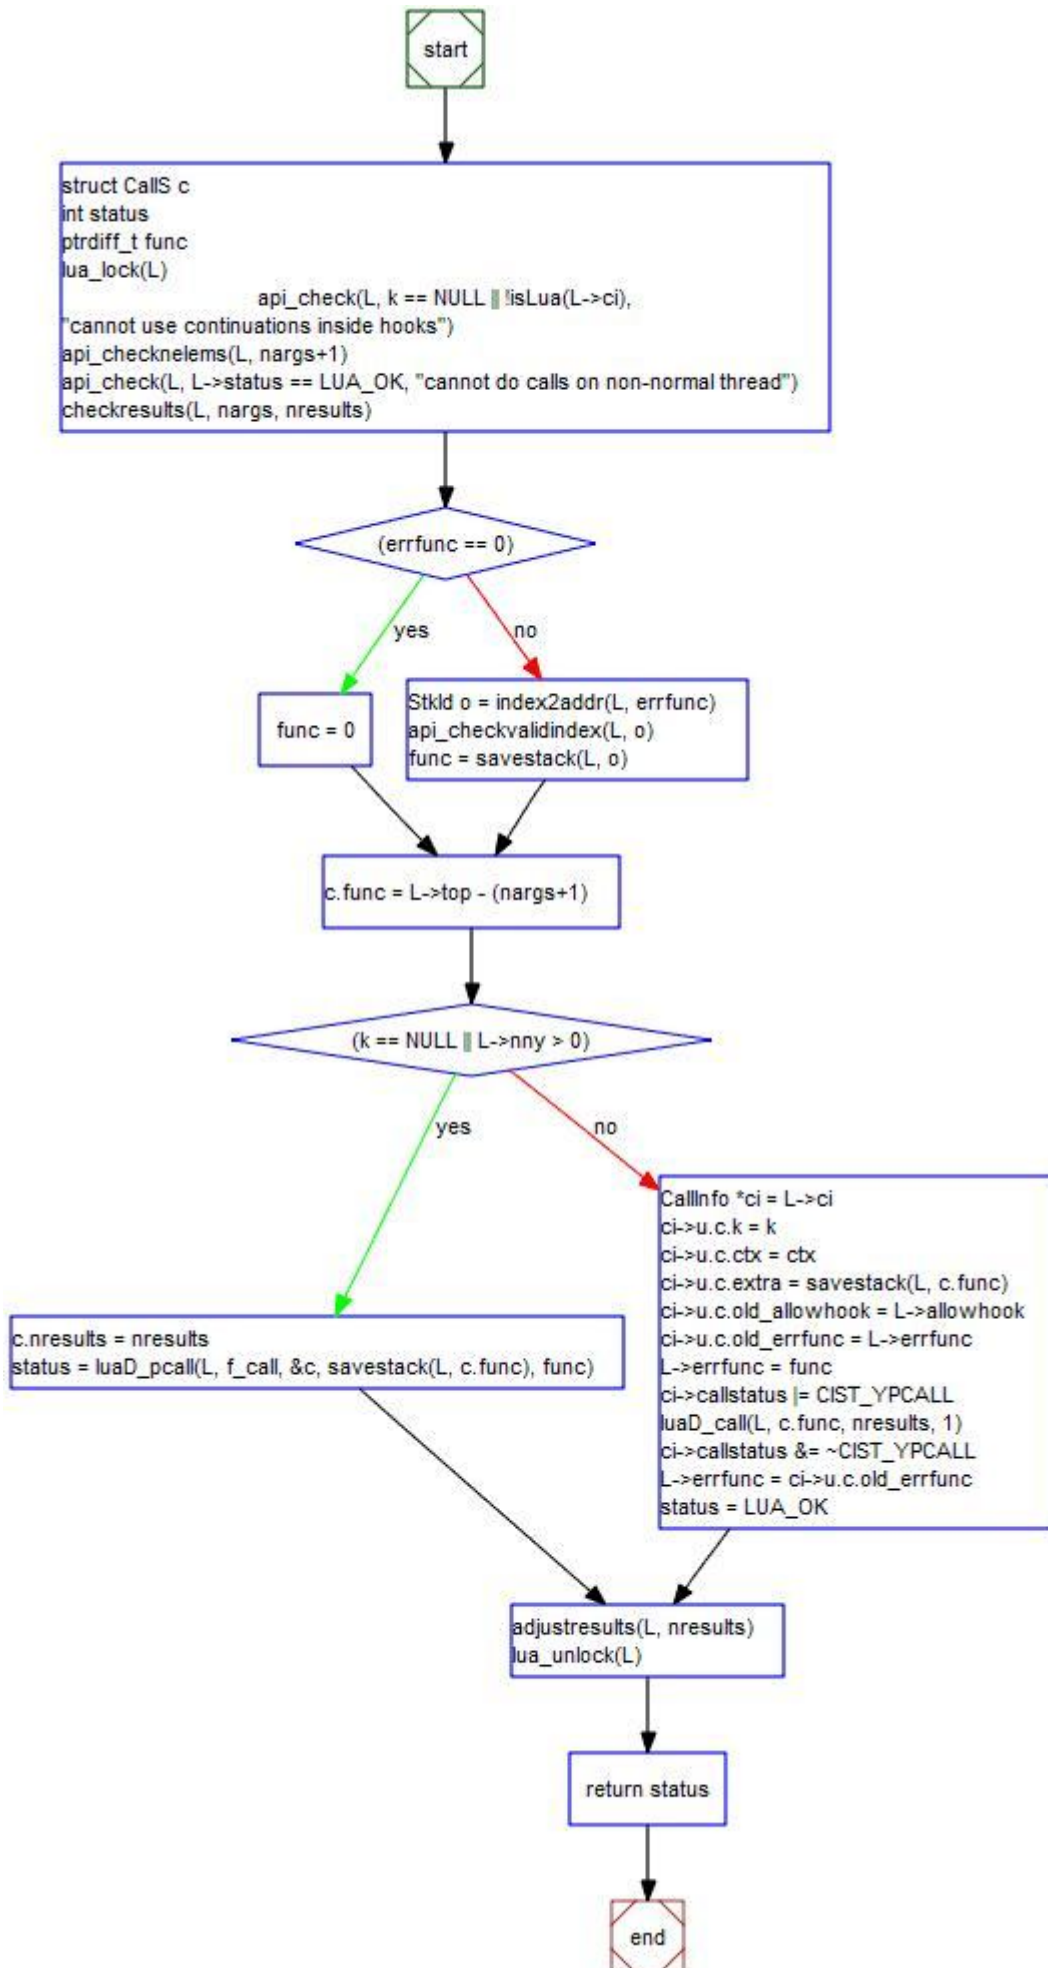 start
struct CallS c
int status
ptrdiff_t func
lua_lock(L)
api_check(L, k == NULL || !isLua(L->ci),
"cannot use continuations inside hooks")
api_checknelems(L, nargs+1)
api_check(L, L->status == LUA_OK, "cannot do calls on non-normal thread")
checkresults(L, nargs, nresults)
(errfunc == 0)
yes
no
func = 0
StkId o = index2addr(L, errfunc)
api_checkvalidindex(L, o)
func = savestack(L, o)
c.func = L->top - (nargs+1)
(k == NULL || L->nny > 0)
yes
no
c.nresults = nresults
status = luaD_pcall(L, f_call, &c, savestack(L, c.func), func)
CallInfo *ci = L->ci
ci->u.c.k = k
ci->u.c.ctx = ctx
ci->u.c.extra = savestack(L, c.func)
ci->u.c.old_allowhook = L->allowhook
ci->u.c.old_errfunc = L->errfunc
L->errfunc = func
ci->callstatus |= CIST_YPCALL
luaD_call(L, c.func, nresults, 1)
ci->callstatus &= ~CIST_YPCALL
L->errfunc = ci->u.c.old_errfunc
status = LUA_OK
adjustresults(L, nresults)
lua_unlock(L)
return status
end